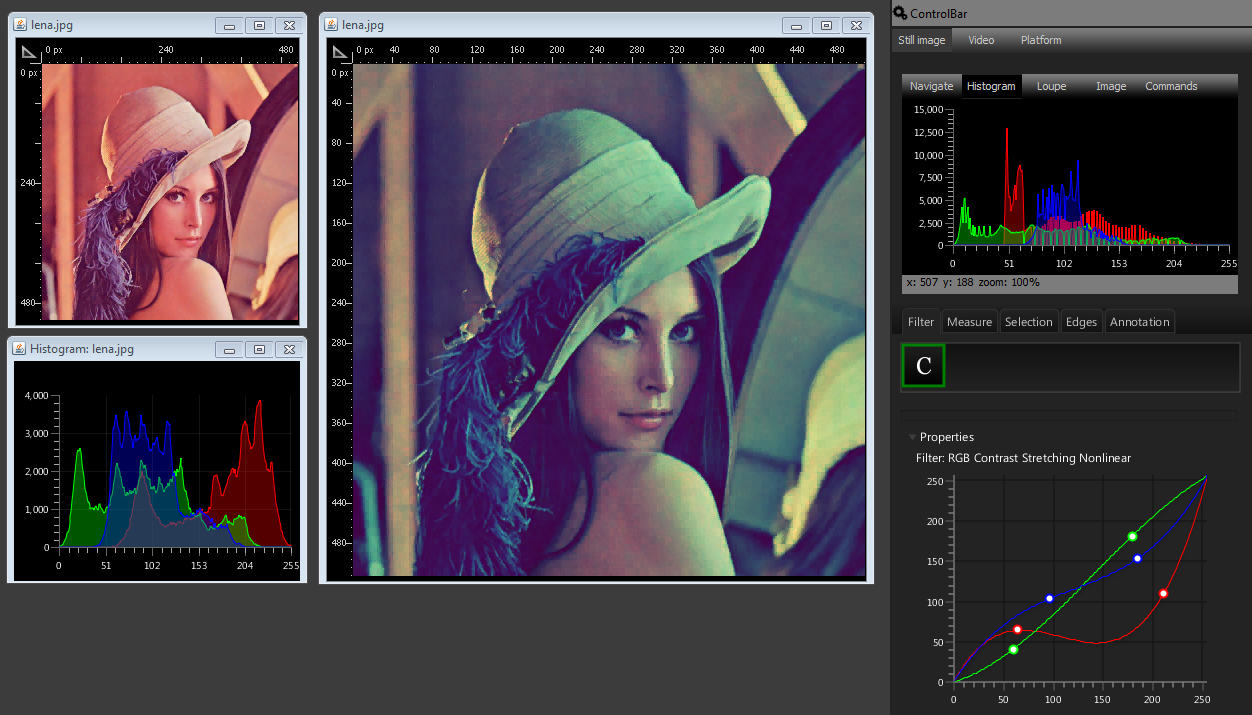 lena.jpg
0 px 240 480
0 px
240
480
Histogram: lena.jpg
4,000
3,000
2,000
1,000
0
0 51 102 153 204 255
lena.jpg
0 px 40 80 120 160 200 240 280 320 360 400 440 480
0 px
40
80
120
160
200
240
280
320
360
400
440
480
ControlBar
Still image Video Platform
Navigate Histogram Loupe Image Commands
15,000
12,500
10,000
7,500
5,000
2,500
0
0 51 102 153 204 255
x: 507 y: 188 zoom: 100%
Filter Measure Selection Edges Annotation
C
Properties
Filter: RGB Contrast Stretching Nonlinear
250
200
150
100
50
0
0 50 100 150 200 250